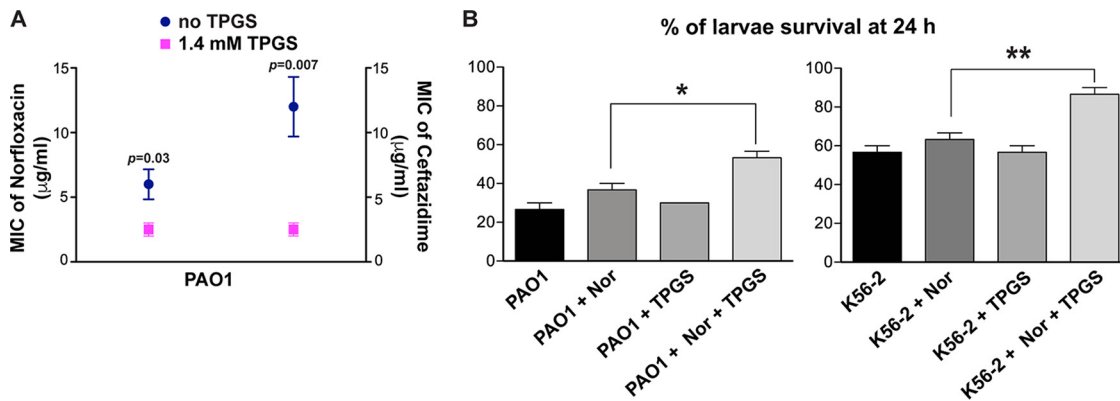 A
no TPGS
1.4 mM TPGS
MIC of Norfloxacin
(µg/ml)
15
10
5
0
p=0.03
p=0.007
15
10
5
0
MIC of Ceftazidime
(µg/ml)
PAO1
B
% of larvae survival at 24 h
100
80
60
40
20
0
*
PAO1
PAO1 + Nor
PAO1 + TPGS
PAO1 + Nor + TPGS
100
80
60
40
20
0
**
K56-2
K56-2 + Nor
K56-2 + TPGS
K56-2 + Nor + TPGS